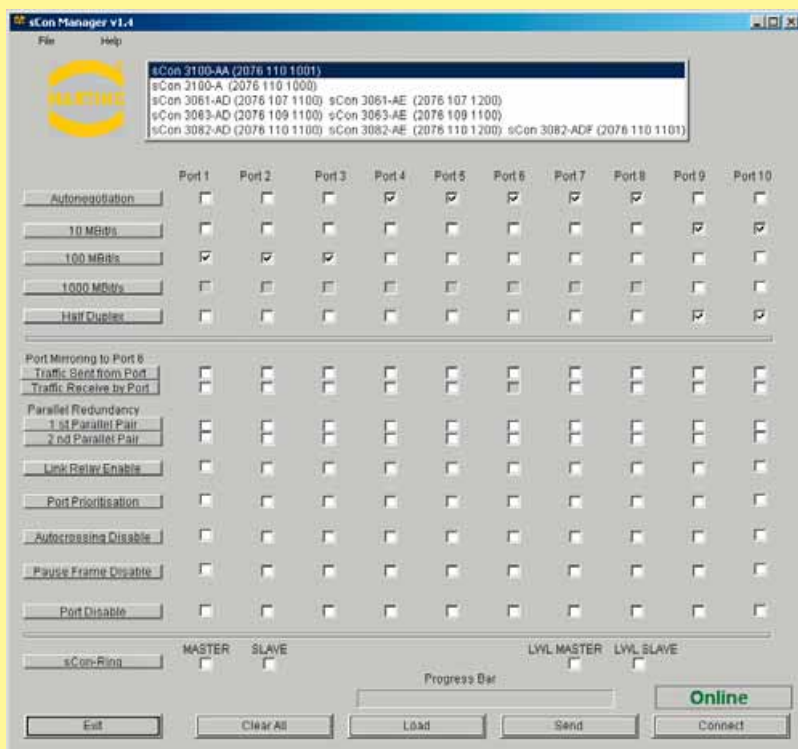 sCon Manager v1.4
File Help
HARTING
sCon 3100-AA (2076 110 1001)
sCon 3100-A (2076 110 1000)
sCon 3061-AD (2076 107 1100) sCon 3061-AE (2076 107 1200)
sCon 3063-AD (2076 109 1100) sCon 3063-AE (2076 109 1200)
sCon 3082-AD (2076 110 1100) sCon 3082-AE (2076 110 1200) sCon 3082-ADF (2076 110 1101)
Port 1 Port 2 Port 3 Port 4 Port 5 Port 6 Port 7 Port 8 Port 9 Port 10
Autonegotiation
10 MBit/s
100 MBit/s
1000 MBit/s
Half Duplex
Port Mirroring to Port 6
Traffic Sent from Port
Traffic Receive by Port
Parallel Redundancy
1 st Parallel Pair
2 nd Parallel Pair
Link Relay Enable
Port Prioritisation
Autocrossing Disable
Pause Frame Disable
Port Disable
sCon-Ring MASTER SLAVE LWL MASTER LWL SLAVE
Progress Bar
Online
Exit Clear All Load Send Connect